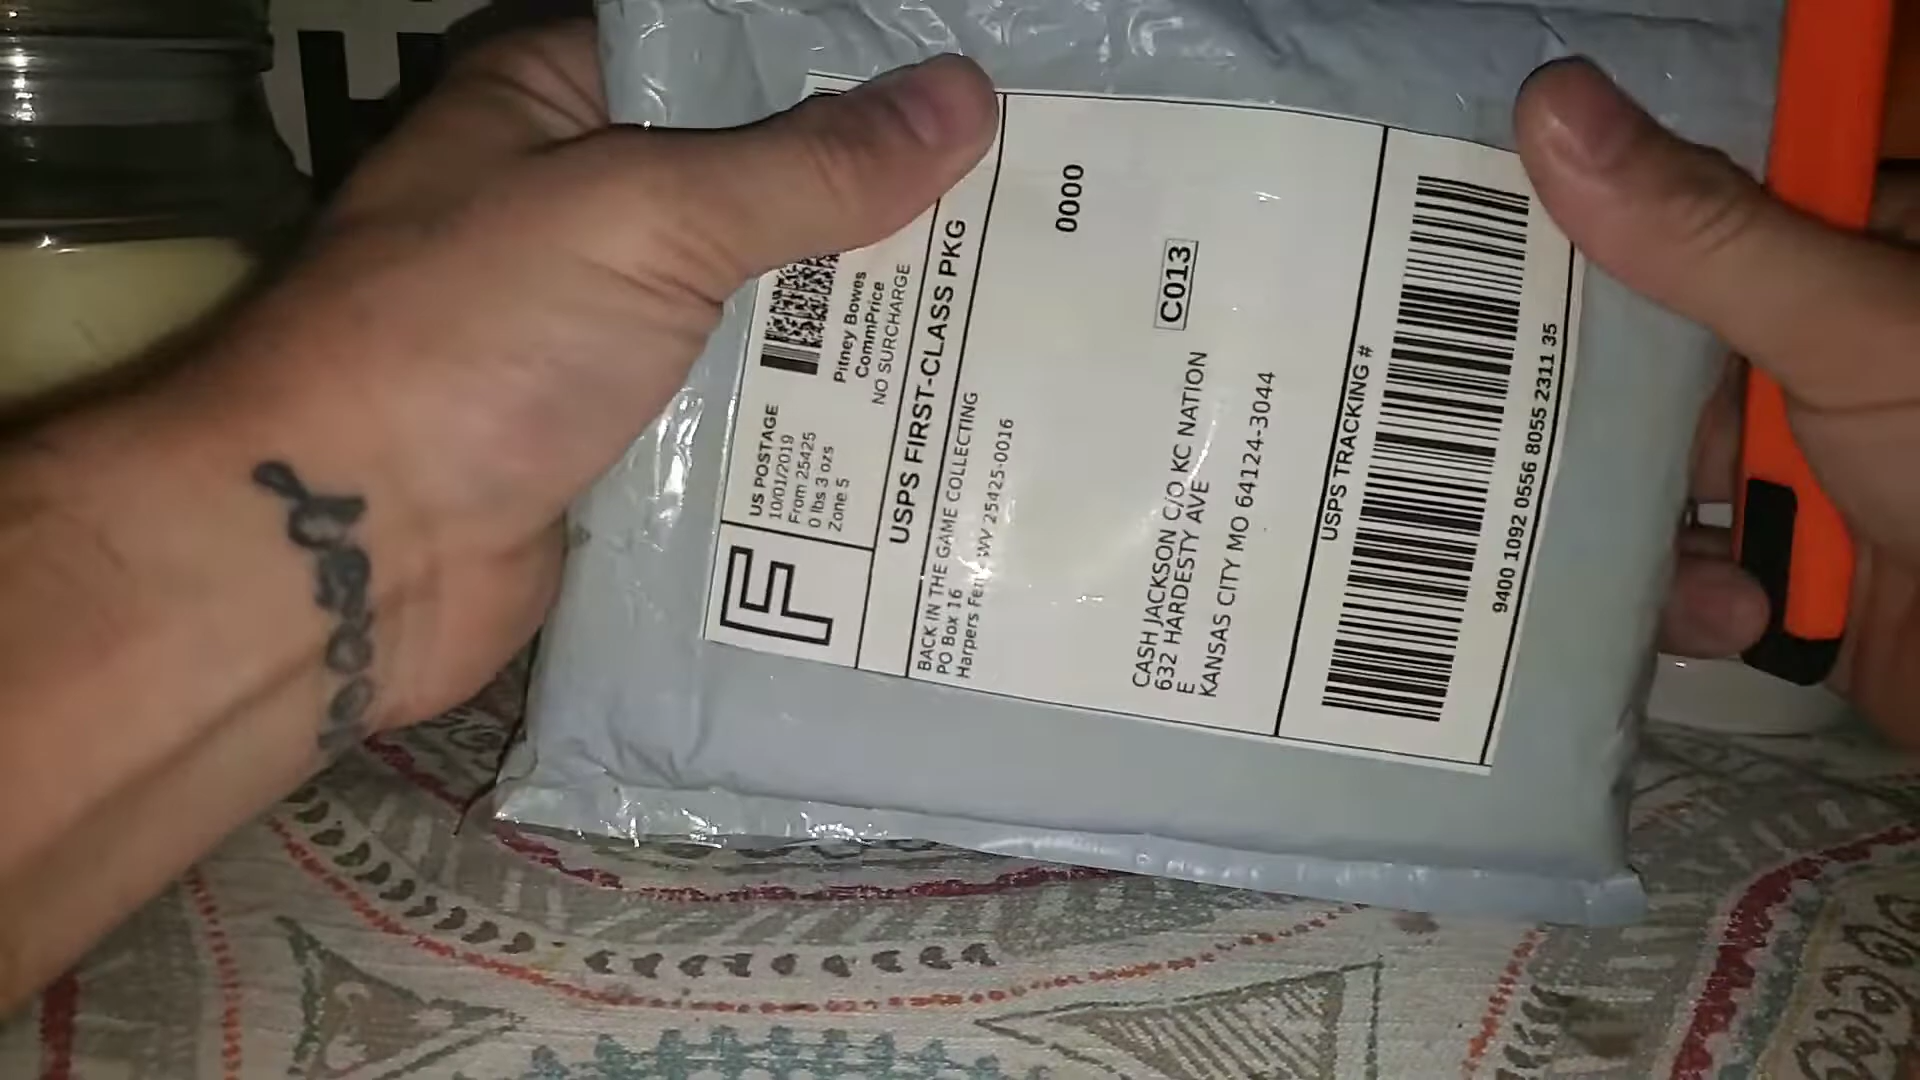 F
US POSTAGE
10/01/2019
From 25425
0 lbs 3 ozs
Zone 5
Pitney Bowes
CommPrice
NO SURCHARGE
USPS FIRST-CLASS PKG
BACK IN THE GAME COLLECTING
PO Box 16
Harpers WV 25425-0016
0000
C013
CASH JACKSON C/O KC NATION
632 HARDESTY AVE
E
KANSAS CITY MO 64124-3044
USPS TRACKING #
9400 1092 0556 8055 2311 35